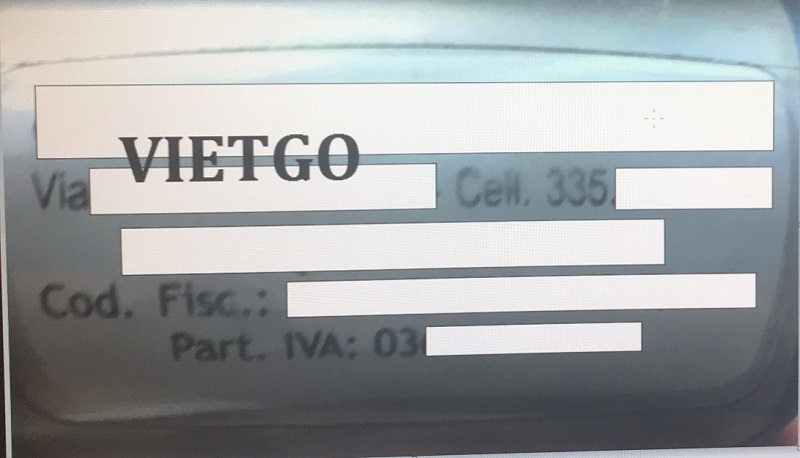 VIETGO
Via Cell. 335.
Cod. Fisc.:
Part. IVA: 03